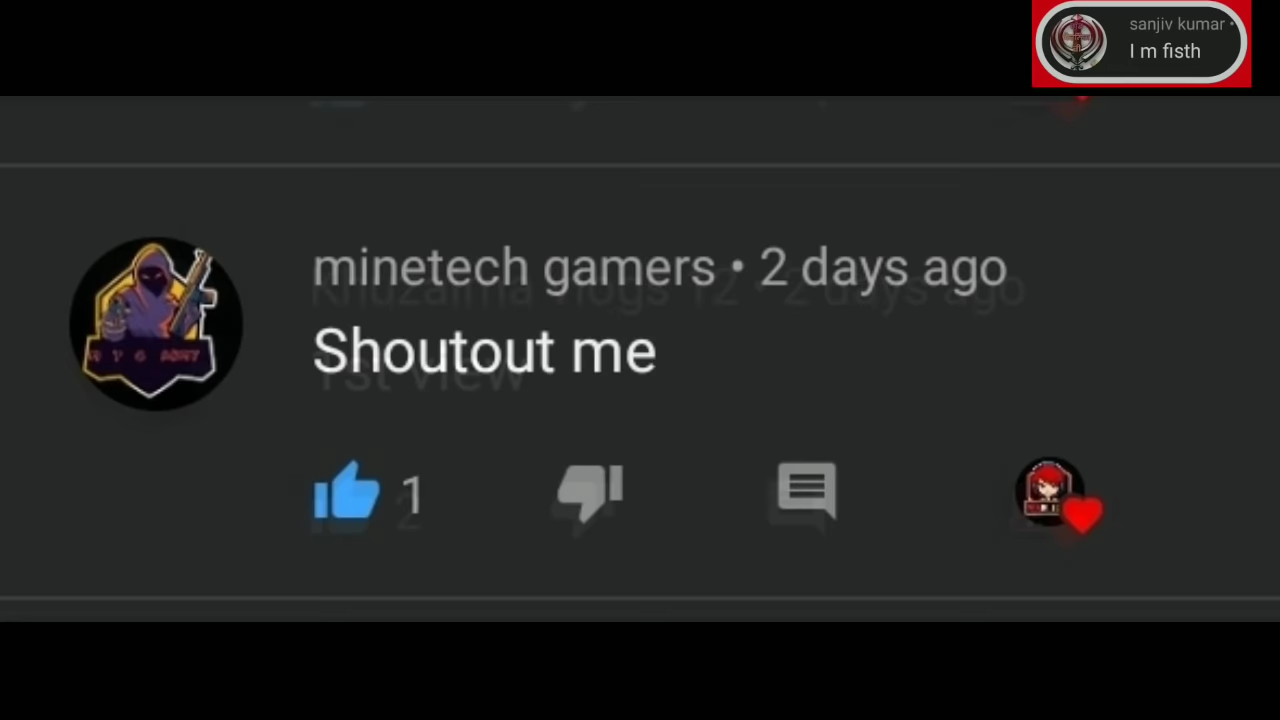 sanjiv kumar •
I m fisth
minetech gamers • 2 days ago
Shoutout me
1